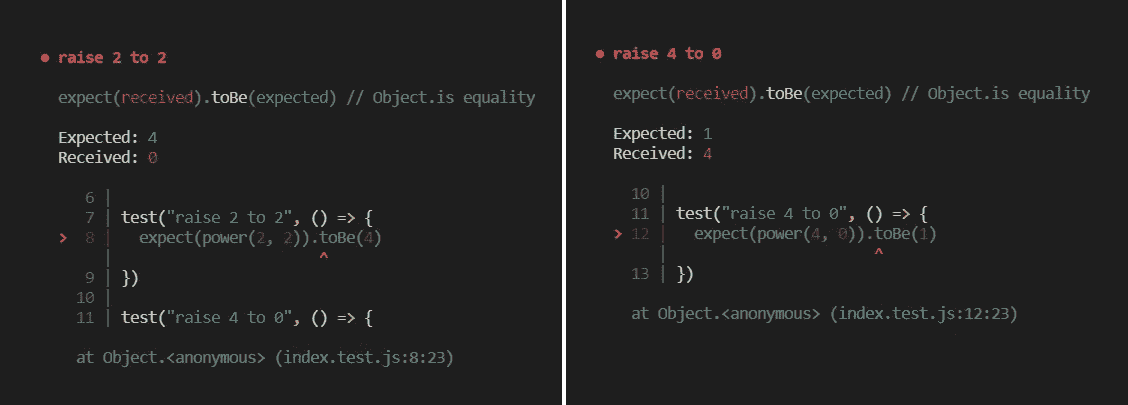 ● raise 2 to 2
expect(received).toBe(expected) // Object.is equality
Expected: 4
Received: 0
6 |
7 | test("raise 2 to 2", () => {
> 8 | expect(power(2, 2)).toBe(4)
| ^
9 | })
10 |
11 | test("raise 4 to 0", () => {
at Object.<anonymous> (index.test.js:8:23)
● raise 4 to 0
expect(received).toBe(expected) // Object.is equality
Expected: 1
Received: 4
10 |
11 | test("raise 4 to 0", () => {
> 12 | expect(power(4, 0)).toBe(1)
| ^
13 | })
at Object.<anonymous> (index.test.js:12:23)